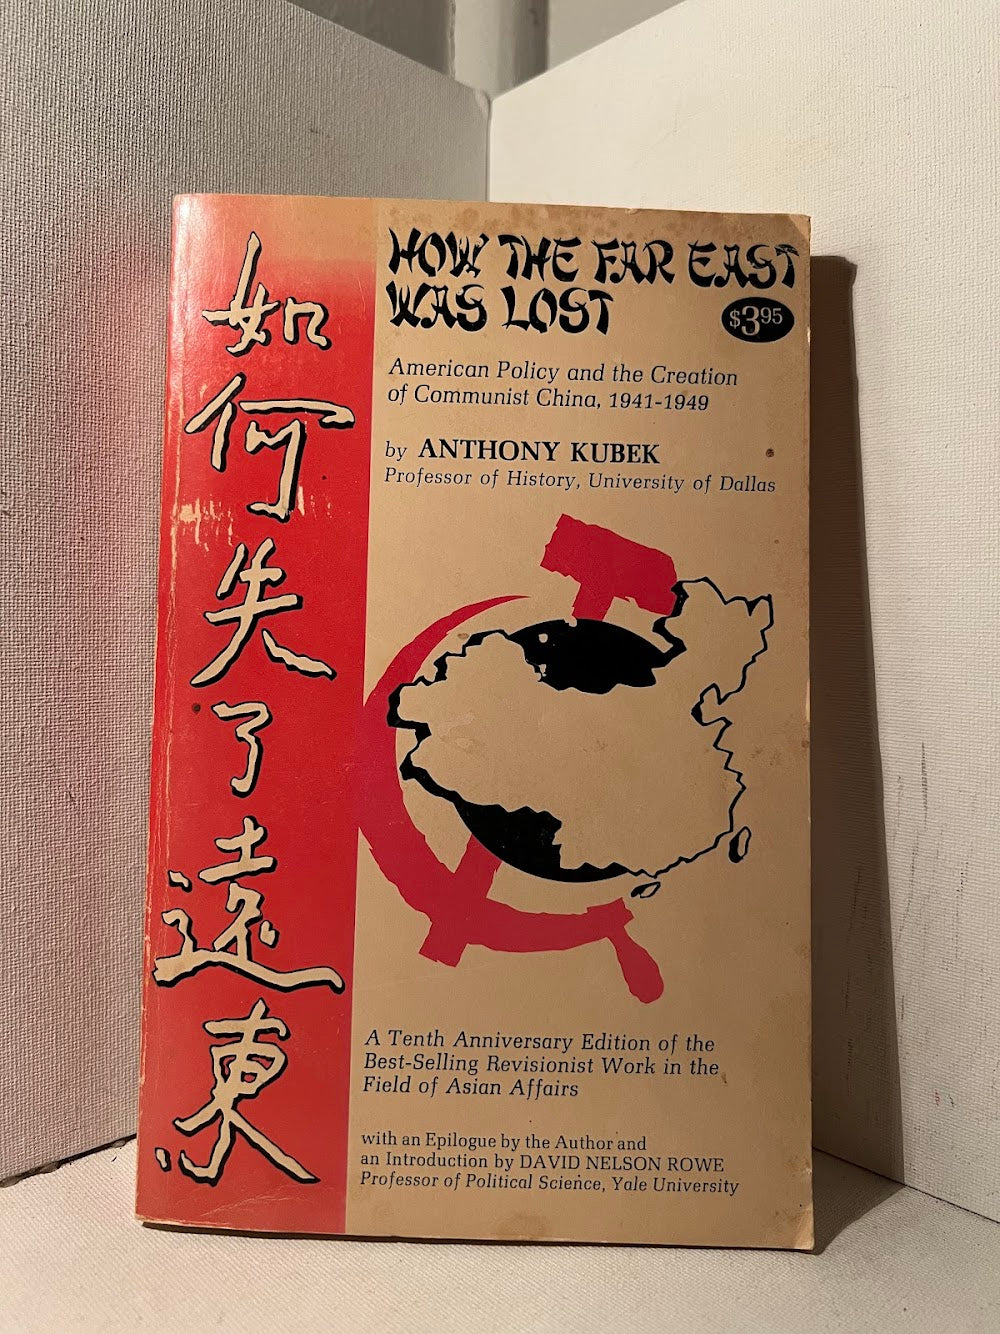 如何失了遠東
HOW THE FAR EAST
WAS LOST
$3.95
American Policy and the Creation
of Communist China, 1941-1949
by ANTHONY KUBEK
Professor of History, University of Dallas
A Tenth Anniversary Edition of the
Best-Selling Revisionist Work in the
Field of Asian Affairs
with an Epilogue by the Author and
an Introduction by DAVID NELSON ROWE
Professor of Political Science, Yale University